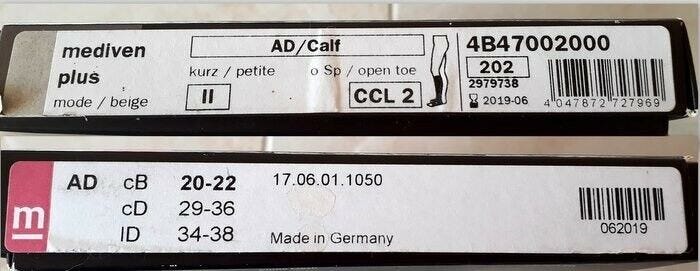 mediven
plus
mode / beige
AD/Calf
kurz / petite
o Sp / open toe
II
CCL 2
4B47002000
202
2979738
2019-06
4 047872 727969
m
AD cB 20-22 17.06.01.1050
cD 29-36
lD 34-38 Made in Germany
062019